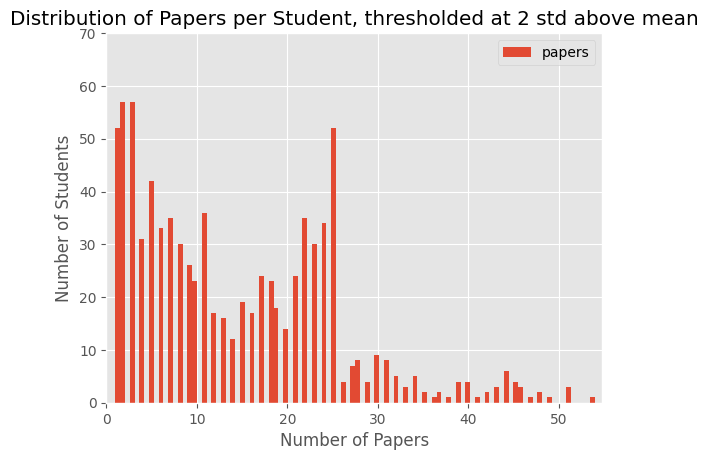 Distribution of Papers per Student, thresholded at 2 std above mean
papers
Number of Students
70
60
50
40
30
20
10
0
0 10 20 30 40 50
Number of Papers